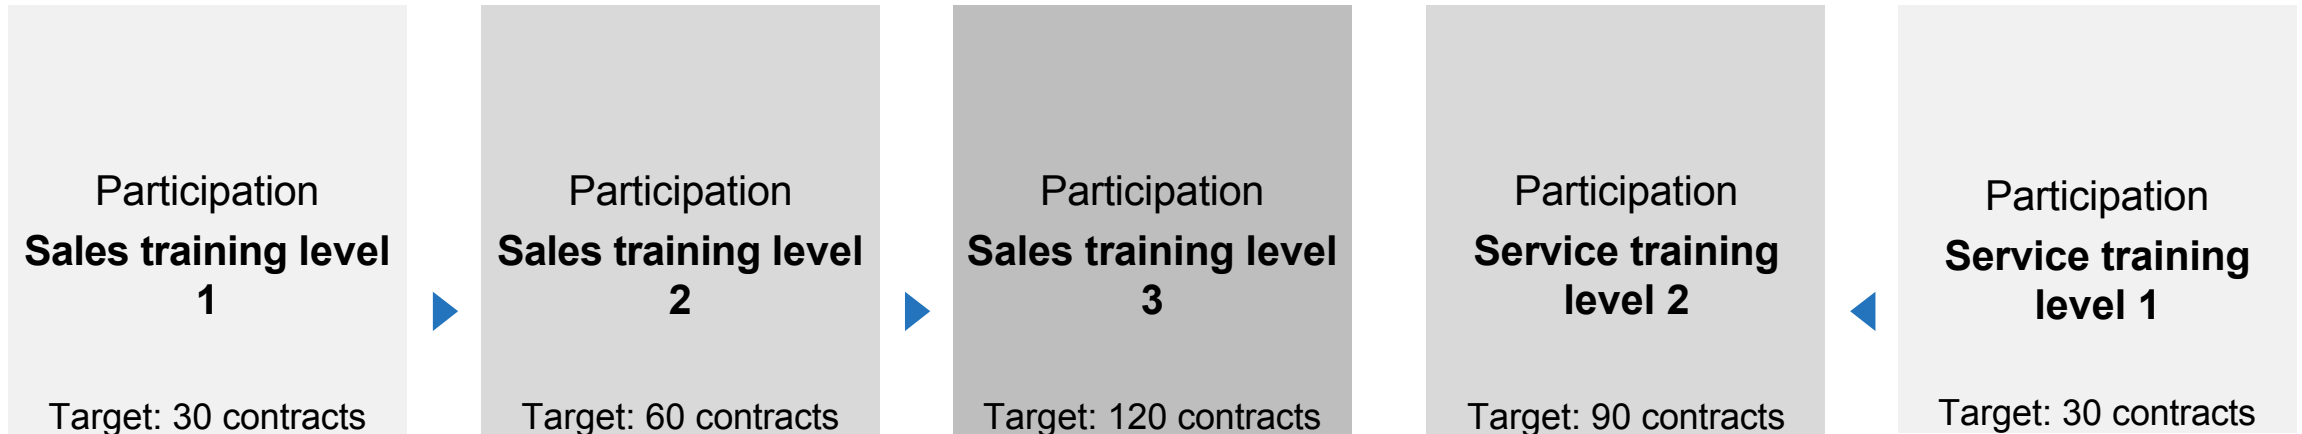 Participation
Sales training level
1
Target: 30 contracts
Participation
Sales training level
2
Target: 60 contracts
Participation
Sales training level
3
Target: 120 contracts
Participation
Service training
level 2
Target: 90 contracts
Participation
Service training
level 1
Target: 30 contracts